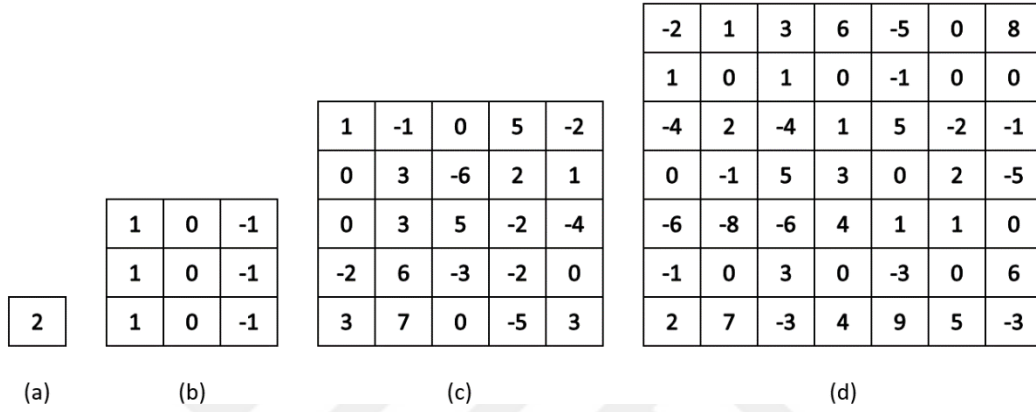 -2 1 3 6 -5 0 8
1 0 1 0 -1 0 0
1 -1 0 5 -2 -4 2 -4 1 5 -2 -1
0 3 -6 2 1 0 -1 5 3 0 2 -5
1 0 -1 0 3 5 -2 -4 -6 -8 -6 4 1 1 0
1 0 -1 -2 6 -3 -2 0 -1 0 3 0 -3 0 6
2 1 0 -1 3 7 0 -5 3 2 7 -3 4 9 5 -3
(a) (b) (c) (d)